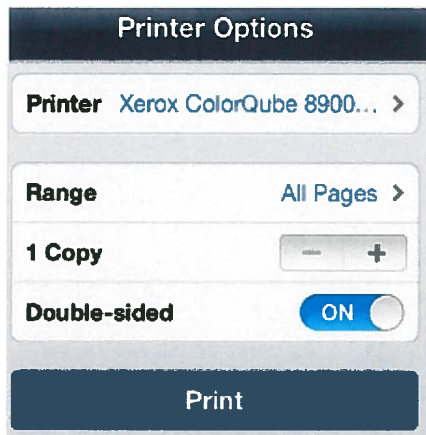 Printer Options
Printer Xerox ColorQube 8900... >
Range All Pages >
1 Copy - +
Double-sided ON
Print